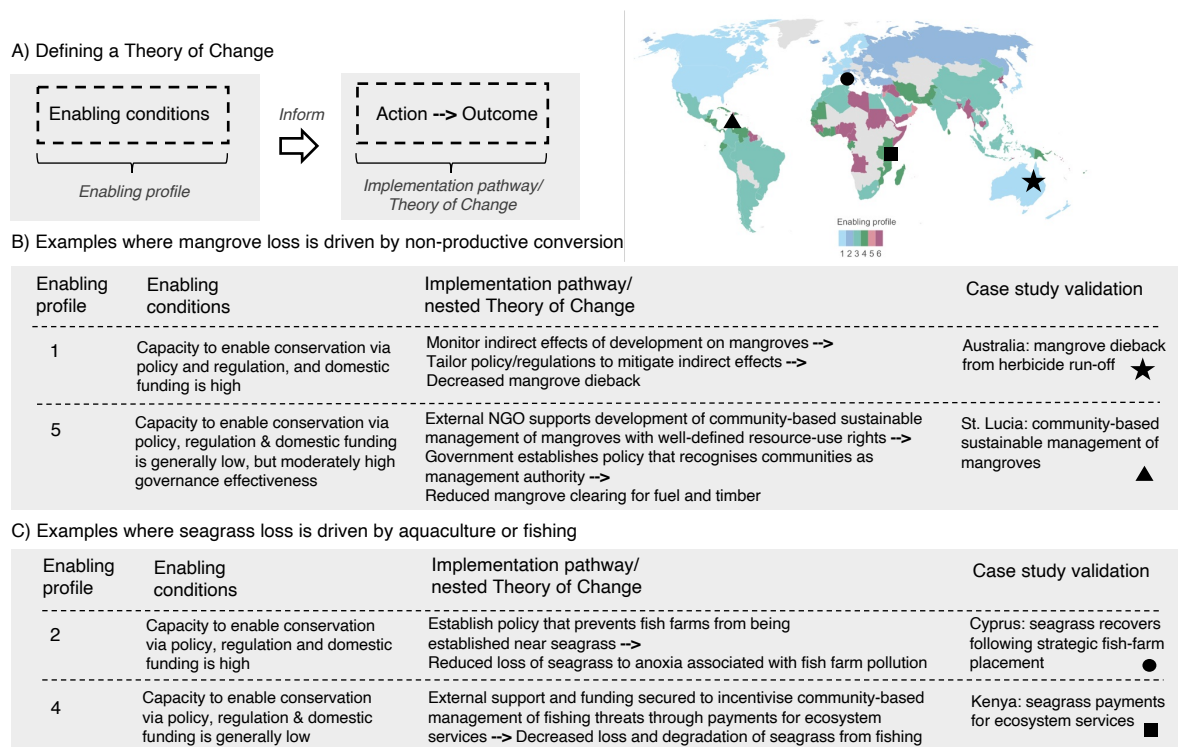 A) Defining a Theory of Change
Enabling conditions
Enabling profile
Inform
Action --> Outcome
Implementation pathway/
Theory of Change
Enabling profile
1 2 3 4 5 6
B) Examples where mangrove loss is driven by non-productive conversion
Enabling
profile
Enabling
conditions
Implementation pathway/
nested Theory of Change
Case study validation
1
Capacity to enable conservation via
policy and regulation, and domestic
funding is high
Monitor indirect effects of development on mangroves -->
Tailor policy/regulations to mitigate indirect effects -->
Decreased mangrove dieback
Australia: mangrove dieback
from herbicide run-off
5
Capacity to enable conservation via
policy, regulation & domestic funding
is generally low, but moderately high
governance effectiveness
External NGO supports development of community-based sustainable
management of mangroves with well-defined resource-use rights -->
Government establishes policy that recognises communities as
management authority -->
Reduced mangrove clearing for fuel and timber
St. Lucia: community-based
sustainable management of
mangroves
C) Examples where seagrass loss is driven by aquaculture or fishing
Enabling
profile
Enabling
conditions
Implementation pathway/
nested Theory of Change
Case study validation
2
Capacity to enable conservation
via policy, regulation and domestic
funding is high
Establish policy that prevents fish farms from being
established near seagrass -->
Reduced loss of seagrass to anoxia associated with fish farm pollution
Cyprus: seagrass recovers
following strategic fish-farm
placement
4
Capacity to enable conservation
via policy, regulation & domestic
funding is generally low
External support and funding secured to incentivise community-based
management of fishing threats through payments for ecosystem
services --> Decreased loss and degradation of seagrass from fishing
Kenya: seagrass payments
for ecosystem services